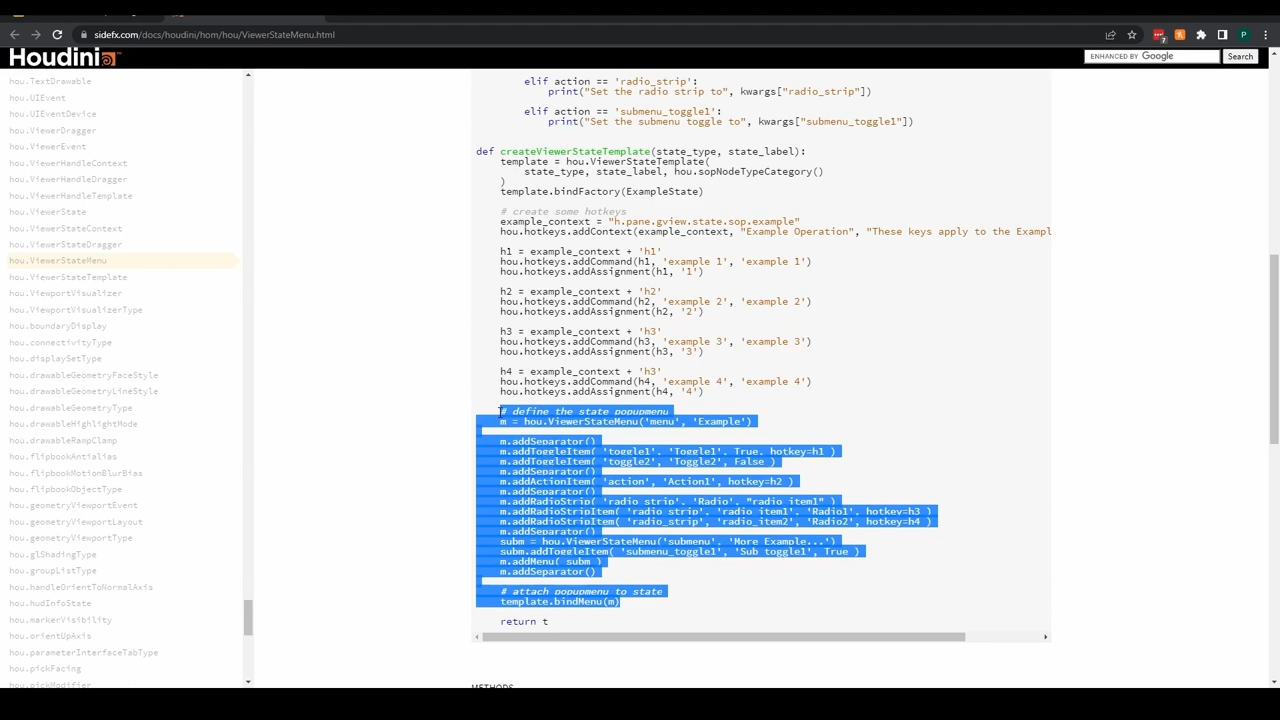 sidefx.com/docs/houdini/hom/hou/ViewerStateMenu.html
7
P
Houdini
ENHANCED BY Google
Search
hou.TextDrawable
hou.UIEvent
hou.UIEventDevice
hou.ViewerDragger
hou.ViewerEvent
hou.ViewerHandleContext
hou.ViewerHandleDragger
hou.ViewerHandleTemplate
hou.ViewerState
hou.ViewerStateContext
hou.ViewerStateDragger
hou.ViewerStateMenu
hou.ViewerStateTemplate
hou.ViewportVisualizer
hou.ViewportVisualizerType
hou.boundaryDisplay
hou.connectivityType
hou.displaySetType
hou.drawableGeometryFaceStyle
hou.drawableGeometryLineStyle
hou.drawableGeometryType
hou.drawableHighlightMode
hou.drawableRampClamp
hou.flipbookAntialias
hou.flipbookMotionBlurBias
hou.flipbookObjectType
hou.geometryViewportEvent
hou.geometryViewportLayout
hou.geometryViewportType
hou.glShadingType
hou.groupListType
hou.handleOrientToNormalAxis
hou.hudInfoState
hou.markerVisibility
hou.orientUpAxis
hou.parameterInterfaceTabType
hou.pickFacing
hou.pickModifier
elif action == 'radio_strip':
print("Set the radio strip to", kwargs["radio_strip"])
elif action == 'submenu_toggle1':
print("Set the submenu toggle to", kwargs["submenu_toggle1"])
def createViewerStateTemplate(state_type, state_label):
template = hou.ViewerStateTemplate(
state_type, state_label, hou.sopNodeTypeCategory()
)
template.bindFactory(ExampleState)
# create some hotkeys
example_context = "h.pane.gview.state.sop.example"
hou.hotkeys.addContext(example_context, "Example Operation", "These keys apply to the Exampl
h1 = example_context + 'h1'
hou.hotkeys.addCommand(h1, 'example 1', 'example 1')
hou.hotkeys.addAssignment(h1, '1')
h2 = example_context + 'h2'
hou.hotkeys.addCommand(h2, 'example 2', 'example 2')
hou.hotkeys.addAssignment(h2, '2')
h3 = example_context + 'h3'
hou.hotkeys.addCommand(h3, 'example 3', 'example 3')
hou.hotkeys.addAssignment(h3, '3')
h4 = example_context + 'h3'
hou.hotkeys.addCommand(h4, 'example 4', 'example 4')
hou.hotkeys.addAssignment(h4, '4')
# define the state popupmenu
m = hou.ViewerStateMenu('menu', 'Example')
m.addSeparator()
m.addToggleItem( 'toggle1', 'Toggle1', True, hotkey=h1 )
m.addToggleItem( 'toggle2', 'Toggle2', False )
m.addSeparator()
m.addActionItem( 'action', 'Action1', hotkey=h2 )
m.addSeparator()
m.addRadioStrip( 'radio_strip', 'Radio', "radio_item1" )
m.addRadioStripItem( 'radio_strip', 'radio_item1', 'Radio1', hotkey=h3 )
m.addRadioStripItem( 'radio_strip', 'radio_item2', 'Radio2', hotkey=h4 )
m.addSeparator()
subm = hou.ViewerStateMenu('submenu', 'More Example...')
subm.addToggleItem( 'submenu_toggle1', 'Sub toggle1', True )
m.addMenu( subm )
m.addSeparator()
# attach popupmenu to state
template.bindMenu(m)
return t
METHODS